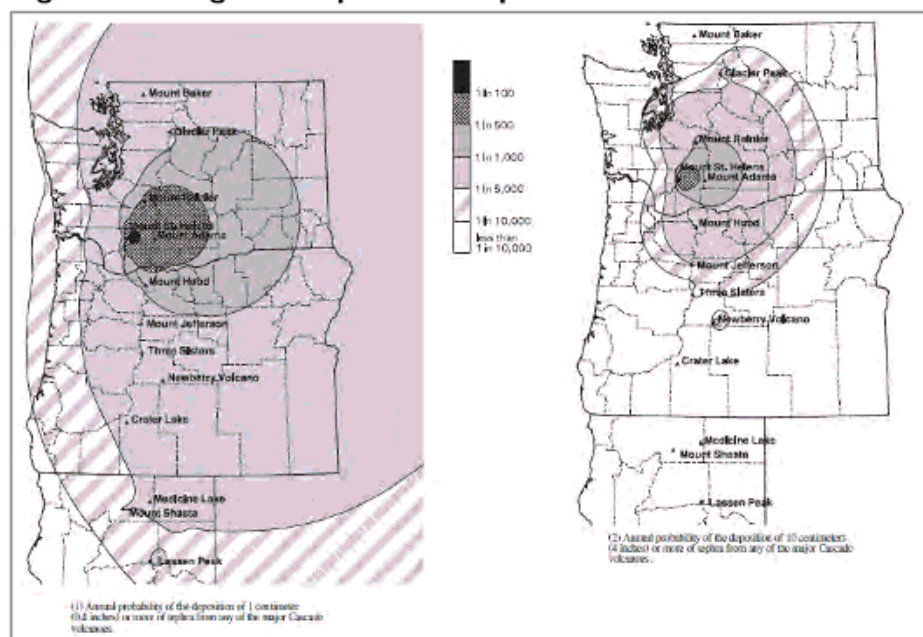 Mount Baker
Glacier Peak
Mount Rainier
Mount St. Helens
Mount Adams
Mount Hood
Mount Jefferson
Three Sisters
Newberry Volcano
Crater Lake
Medicine Lake
Mount Shasta
Lassen Peak
(1) Annual probability of the deposition of 1 centimeter
(0.4 inches) or more of tephra from any of the major Cascade
volcanoes.
1 in 100
1 in 500
1 in 1,000
1 in 5,000
1 in 10,000
less than
1 in 10,000
Mount Baker
Glacier Peak
Mount Rainier
Mount St. Helens
Mount Adams
Mount Hood
Mount Jefferson
Three Sisters
Newberry Volcano
Crater Lake
Medicine Lake
Mount Shasta
Lassen Peak
(2) Annual probability of the deposition of 10 centimeters
(4 inches) or more of tephra from any of the major Cascade
volcanoes.